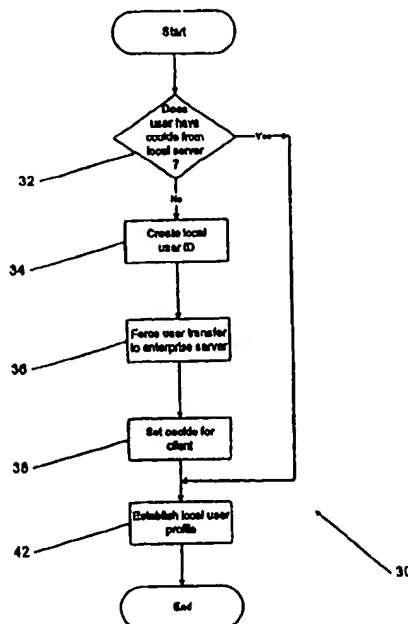 Start
Does
user have
cookie from
local server
?
Yes
32
No
Create local
user ID
34
Force user transfer
to enterprise server
36
Set cookie for
client
38
Establish local user
profile
42
30
End